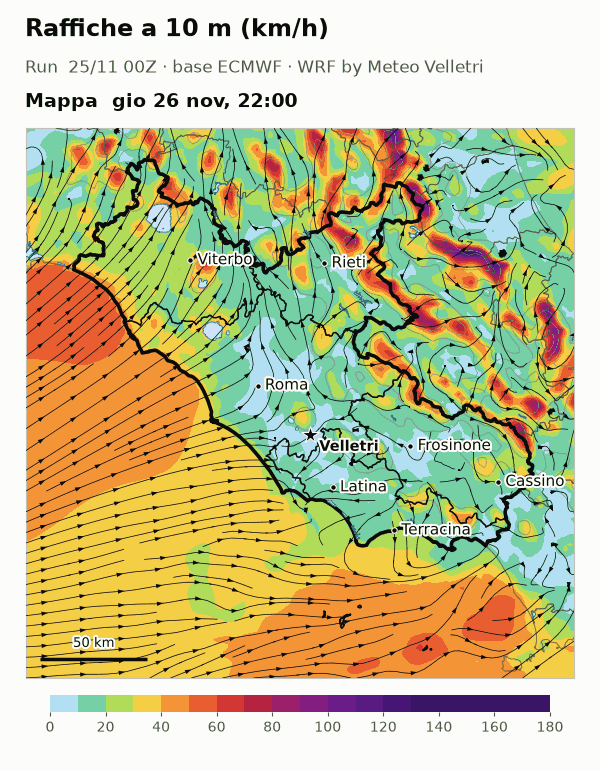 Raffiche a 10 m (km/h)
Run  25/11 00Z · base ECMWF · WRF by Meteo Velletri
Mappa  gio 26 nov, 22:00
Viterbo
Rieti
Roma
Velletri
Frosinone
Cassino
Latina
Terracina
50 km
0 20 40 60 80 100 120 140 160 180